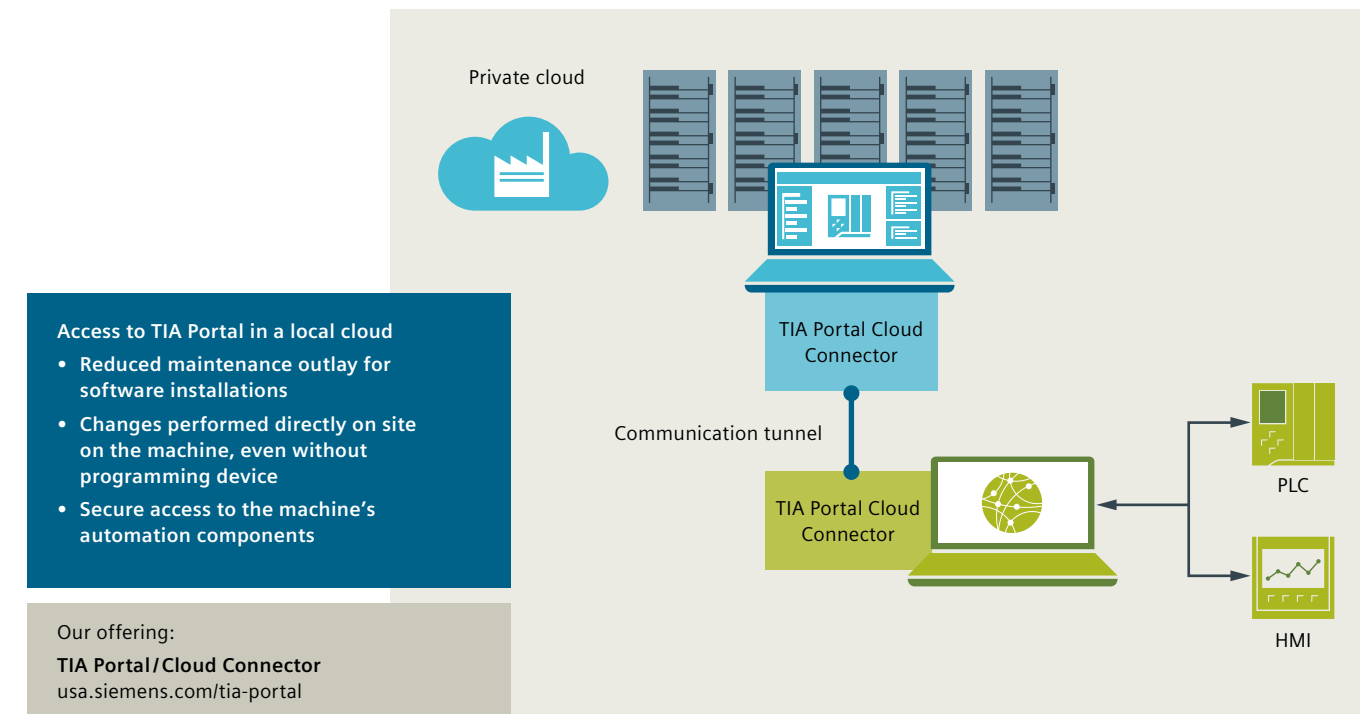 Private cloud
TIA Portal Cloud
Connector
Communication tunnel
TIA Portal Cloud
Connector
PLC
HMI
Access to TIA Portal in a local cloud
• Reduced maintenance outlay for
software installations
• Changes performed directly on site
on the machine, even without
programming device
• Secure access to the machine’s
automation components
Our offering:
TIA Portal/Cloud Connector
usa.siemens.com/tia-portal